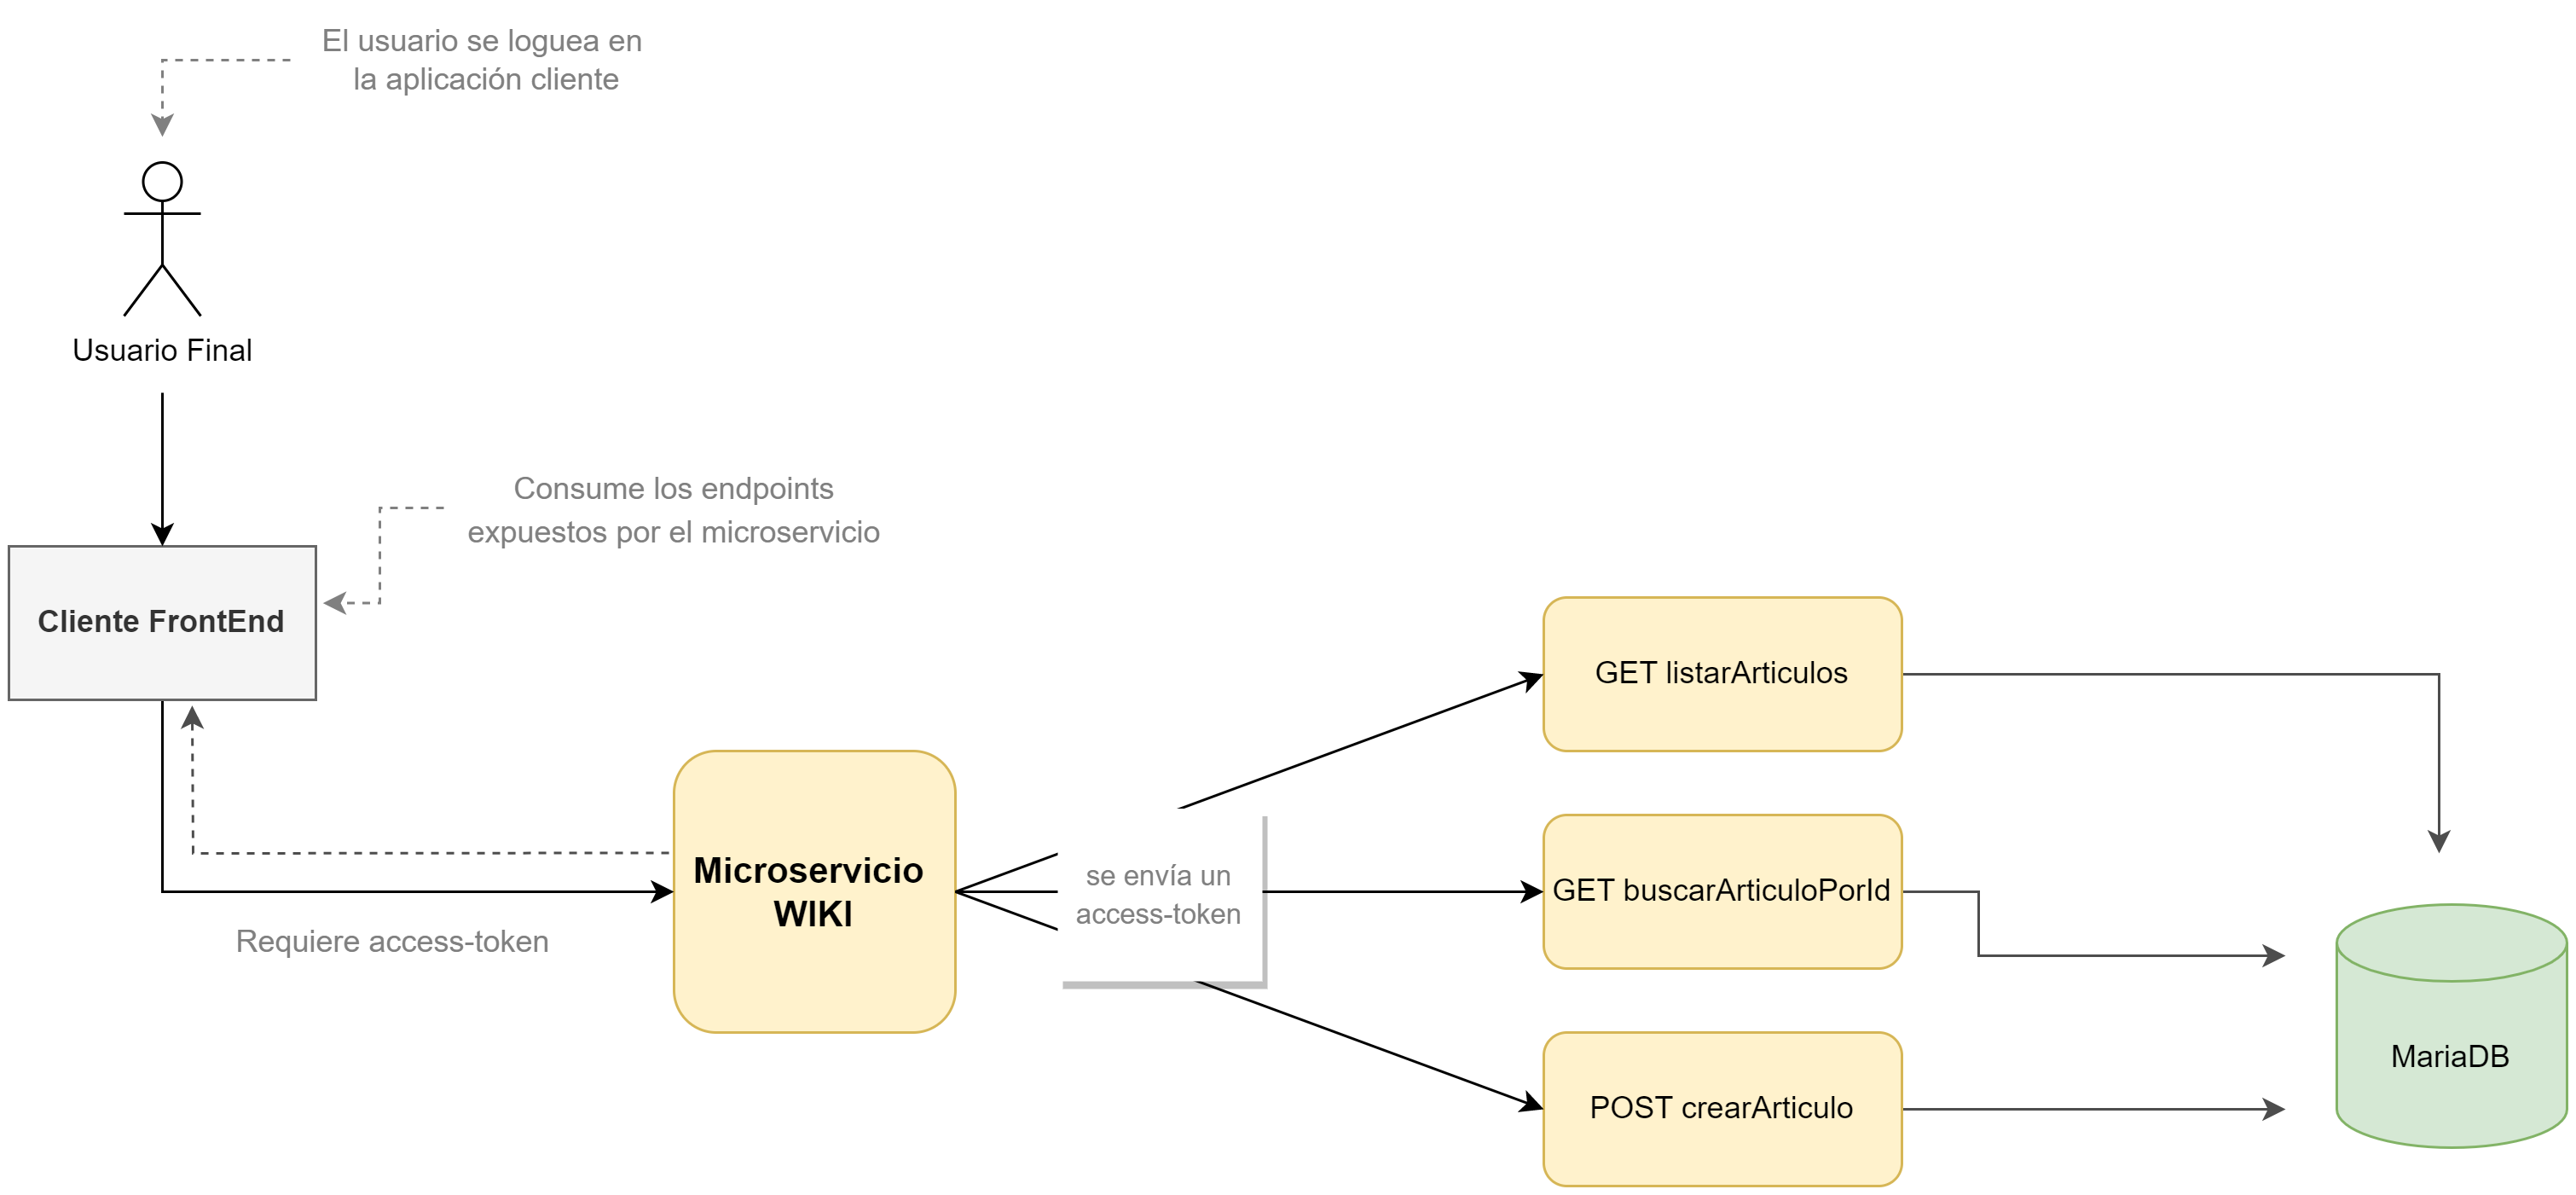 El usuario se loguea en
la aplicación cliente
Usuario Final
Consume los endpoints
expuestos por el microservicio
Cliente FrontEnd
Requiere access-token
Microservicio
WIKI
se envía un
access-token
GET listarArticulos
GET buscarArticuloPorId
POST crearArticulo
MariaDB